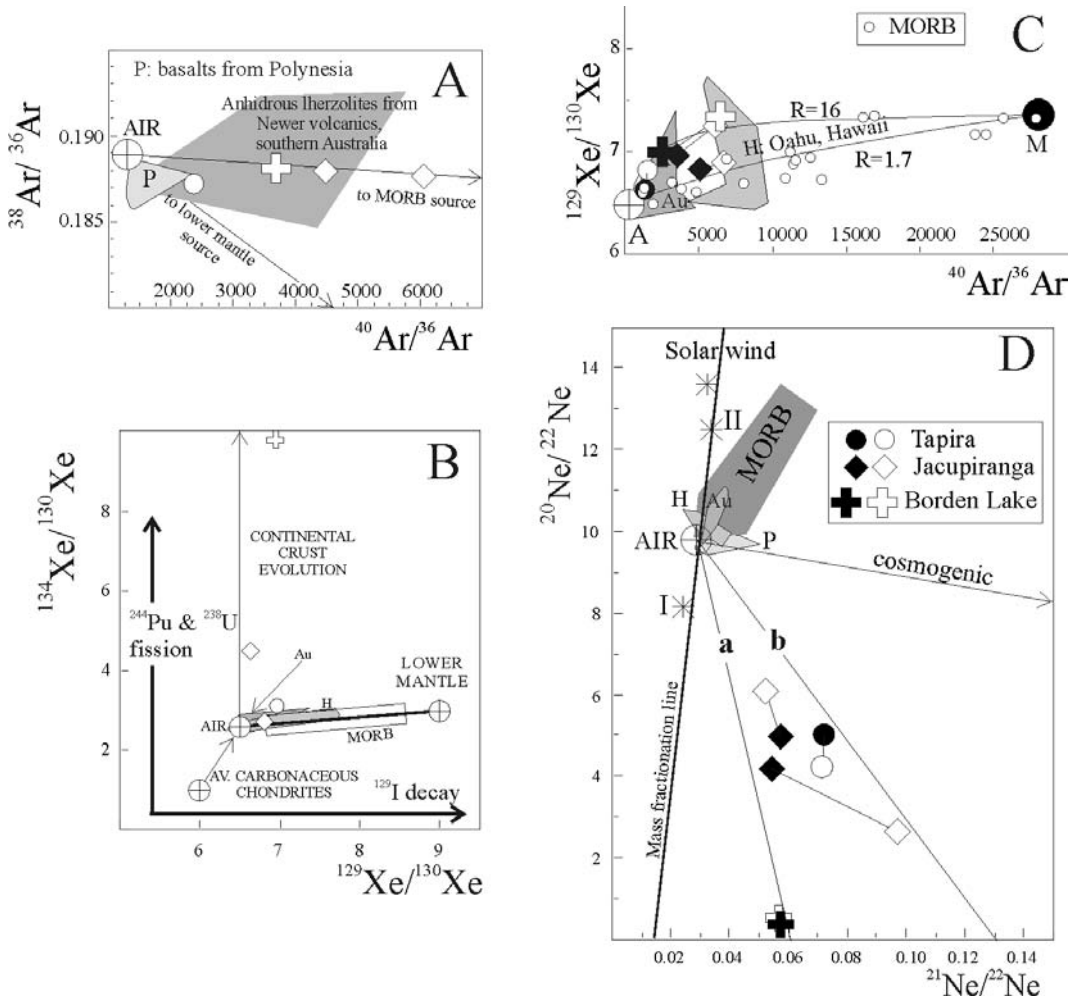 P: basalts from Polynesia
A
Anhidrous lherzolites from
Newer volcanics,
southern Australia
AIR
P
0.190
0.185
38Ar/ 36Ar
to MORB source
to lower mantle
source
2000 3000 4000 5000 6000
40Ar/36Ar
8
MORB
C
R=16
H: Oahu, Hawaii
R=1.7
M
7
Au
6
A
5000 10000 15000 20000 25000
129Xe/130Xe
40Ar/36Ar
B
134Xe/130Xe
8
6
4
2
CONTINENTAL
CRUST
EVOLUTION
244Pu & 238U
fission
Au
LOWER
MANTLE
H
AIR
MORB
AV. CARBONACEOUS
CHONDRITES
129I decay
6 7 8 9
129Xe/130Xe
Solar wind
D
14
12
10
8
6
4
2
20Ne/22Ne
II
MORB
Tapira
Jacupiranga
Borden Lake
H
Au
AIR
P
cosmogenic
I
a
b
Mass fractionation line
0.02 0.04 0.06 0.08 0.10 0.12 0.14
21Ne/22Ne